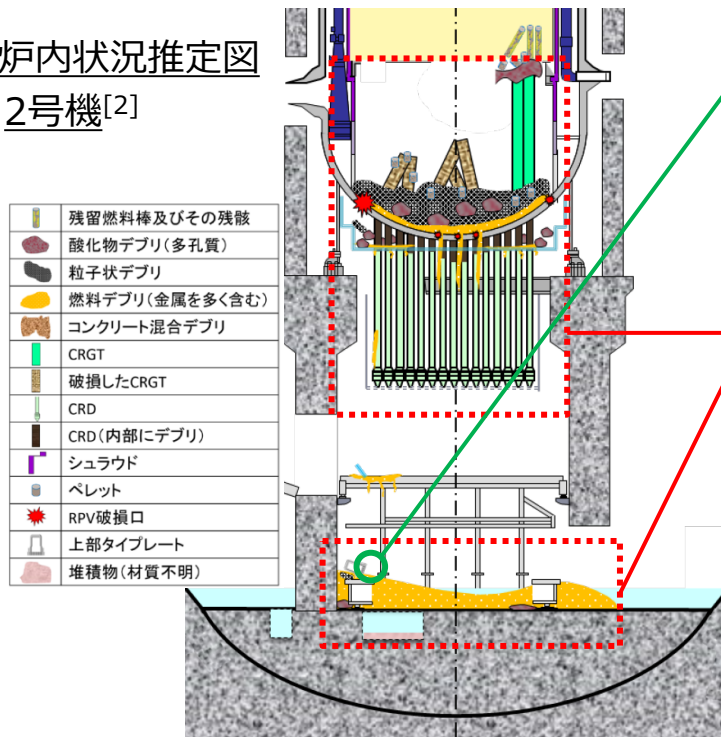 炉内状況推定図
2号機[2]
残留燃料棒及びその残骸
酸化物デブリ(多孔質)
粒子状デブリ
燃料デブリ(金属を多く含む)
コンクリート混合デブリ
CRGT
破損したCRGT
CRD
CRD(内部にデブリ)
シュラウド
ペレット
RPV破損口
上部タイプレート
堆積物(材質不明)